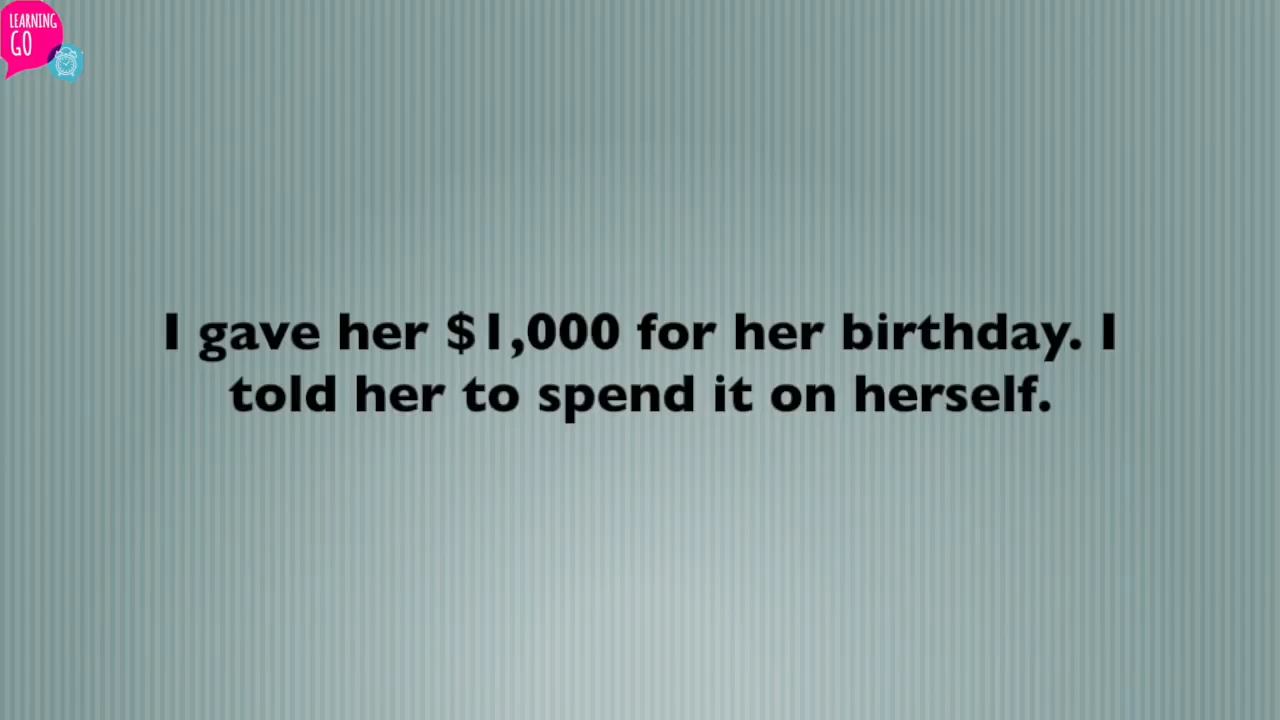 LEARNING
GO
I gave her $1,000 for her birthday. I
told her to spend it on herself.